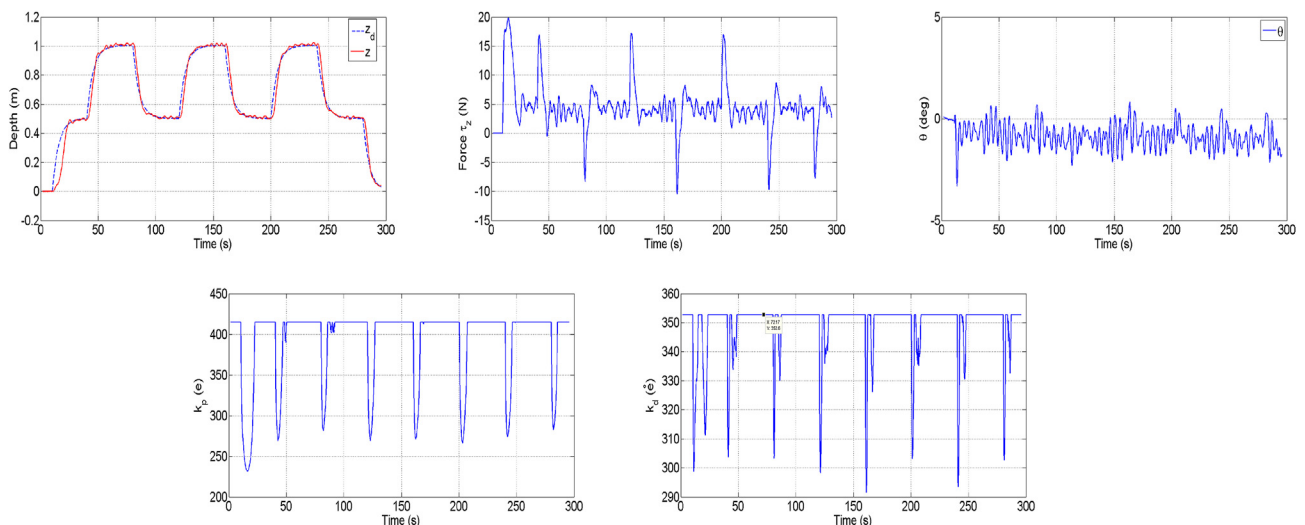 1.2
1
0.8
0.6
0.4
0.2
0
-0.2
Depth (m)
0 50 100 150 200 250 300
Time (s)
z_d
z
20
15
10
5
0
-5
-10
-15
Force τ_z (N)
0 50 100 150 200 250 300
Time (s)
5
0
-5
θ (deg)
0 50 100 150 200 250 300
Time (s)
θ
450
400
350
300
250
200
k_p (e)
0 50 100 150 200 250 300
Time (s)
360
350
340
330
320
310
300
290
k_d (ė)
0 50 100 150 200 250 300
Time (s)